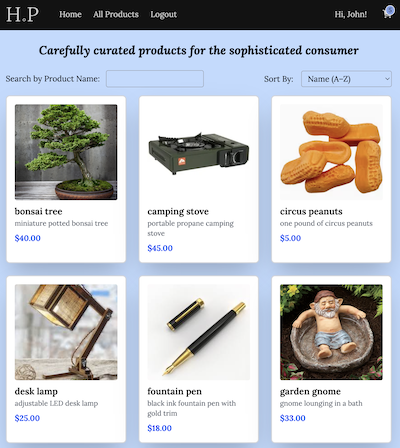 H.P Home All Products Logout Hi, John!
Carefully curated products for the sophisticated consumer
Search by Product Name: Sort By: Name (A-Z)
bonsai tree
miniature potted bonsai tree
$40.00
camping stove
portable propane camping
stove
$45.00
circus peanuts
one pound of circus peanuts
$5.00
desk lamp
adjustable LED desk lamp
$25.00
fountain pen
black ink fountain pen with
gold trim
$18.00
garden gnome
gnome lounging in a bath
$33.00